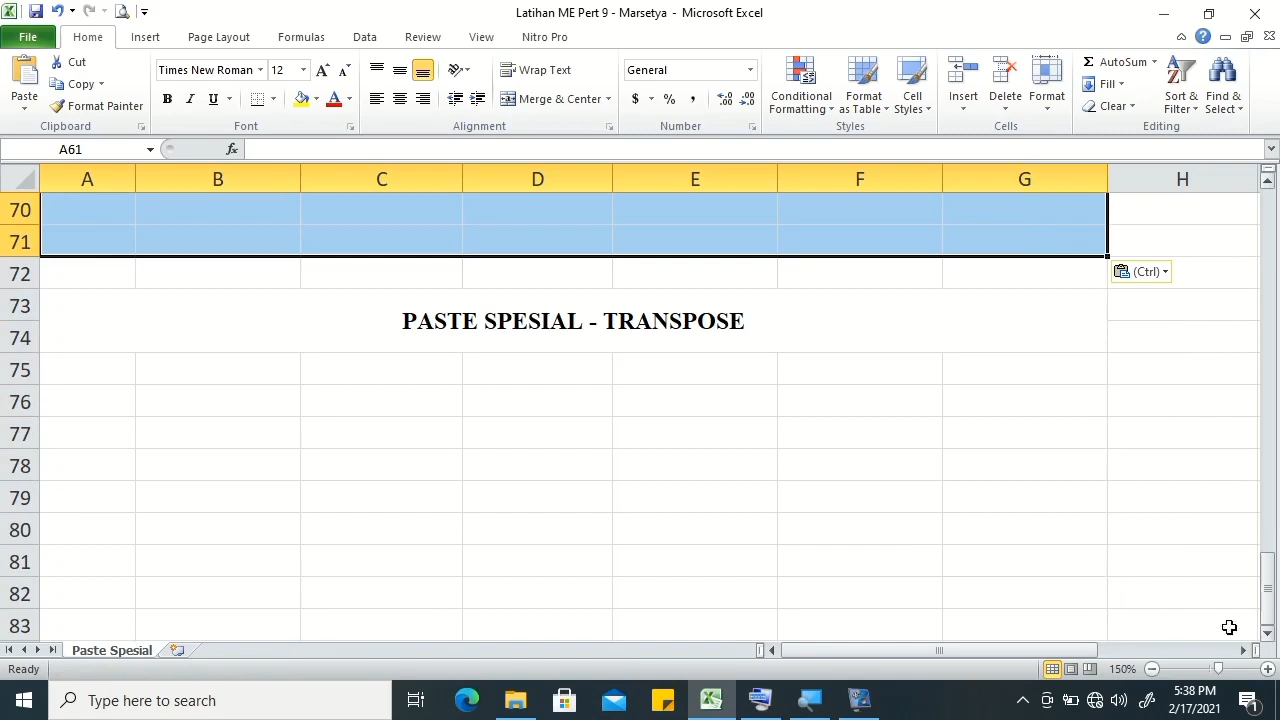 Latihan ME Pert 9 - Marsetya - Microsoft Excel
File Home Insert Page Layout Formulas Data Review View Nitro Pro
Paste
Cut
Copy
Format Painter
Clipboard
Times New Roman 12
B I U A
Font
Wrap Text
Merge & Center
Alignment
General
$ % ,
Number
Conditional Formatting
Format as Table
Cell Styles
Styles
Insert Delete Format
Cells
Σ AutoSum
Fill
Clear
Sort & Filter
Find & Select
Editing
A61 fx
A B C D E F G H
70
71
72 (Ctrl)
73
PASTE SPESIAL - TRANSPOSE
74
75
76
77
78
79
80
81
82
83
Paste Spesial
Ready 150%
Type here to search
5:38 PM
2/17/2021
1